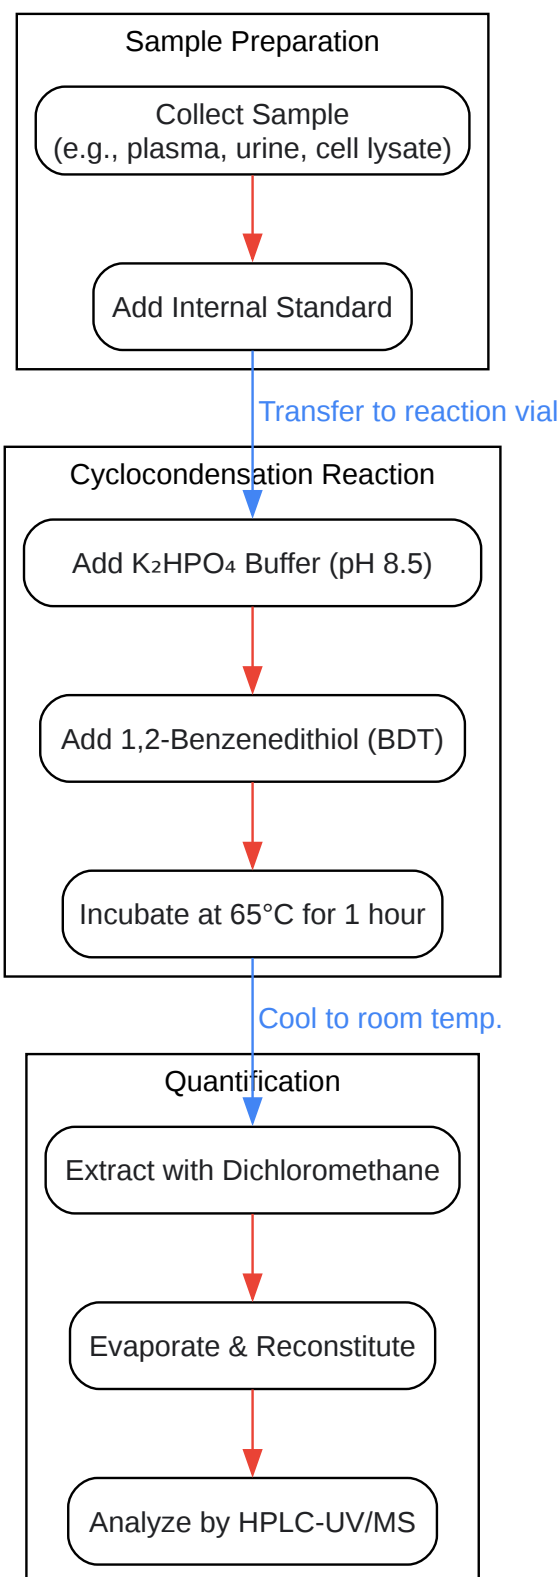 Sample Preparation
Collect Sample
(e.g., plasma, urine, cell lysate)
Add Internal Standard
Transfer to reaction vial
Cyclocondensation Reaction
Add K₂HPO₄ Buffer (pH 8.5)
Add 1,2-Benzenedithiol (BDT)
Incubate at 65°C for 1 hour
Cool to room temp.
Quantification
Extract with Dichloromethane
Evaporate & Reconstitute
Analyze by HPLC-UV/MS